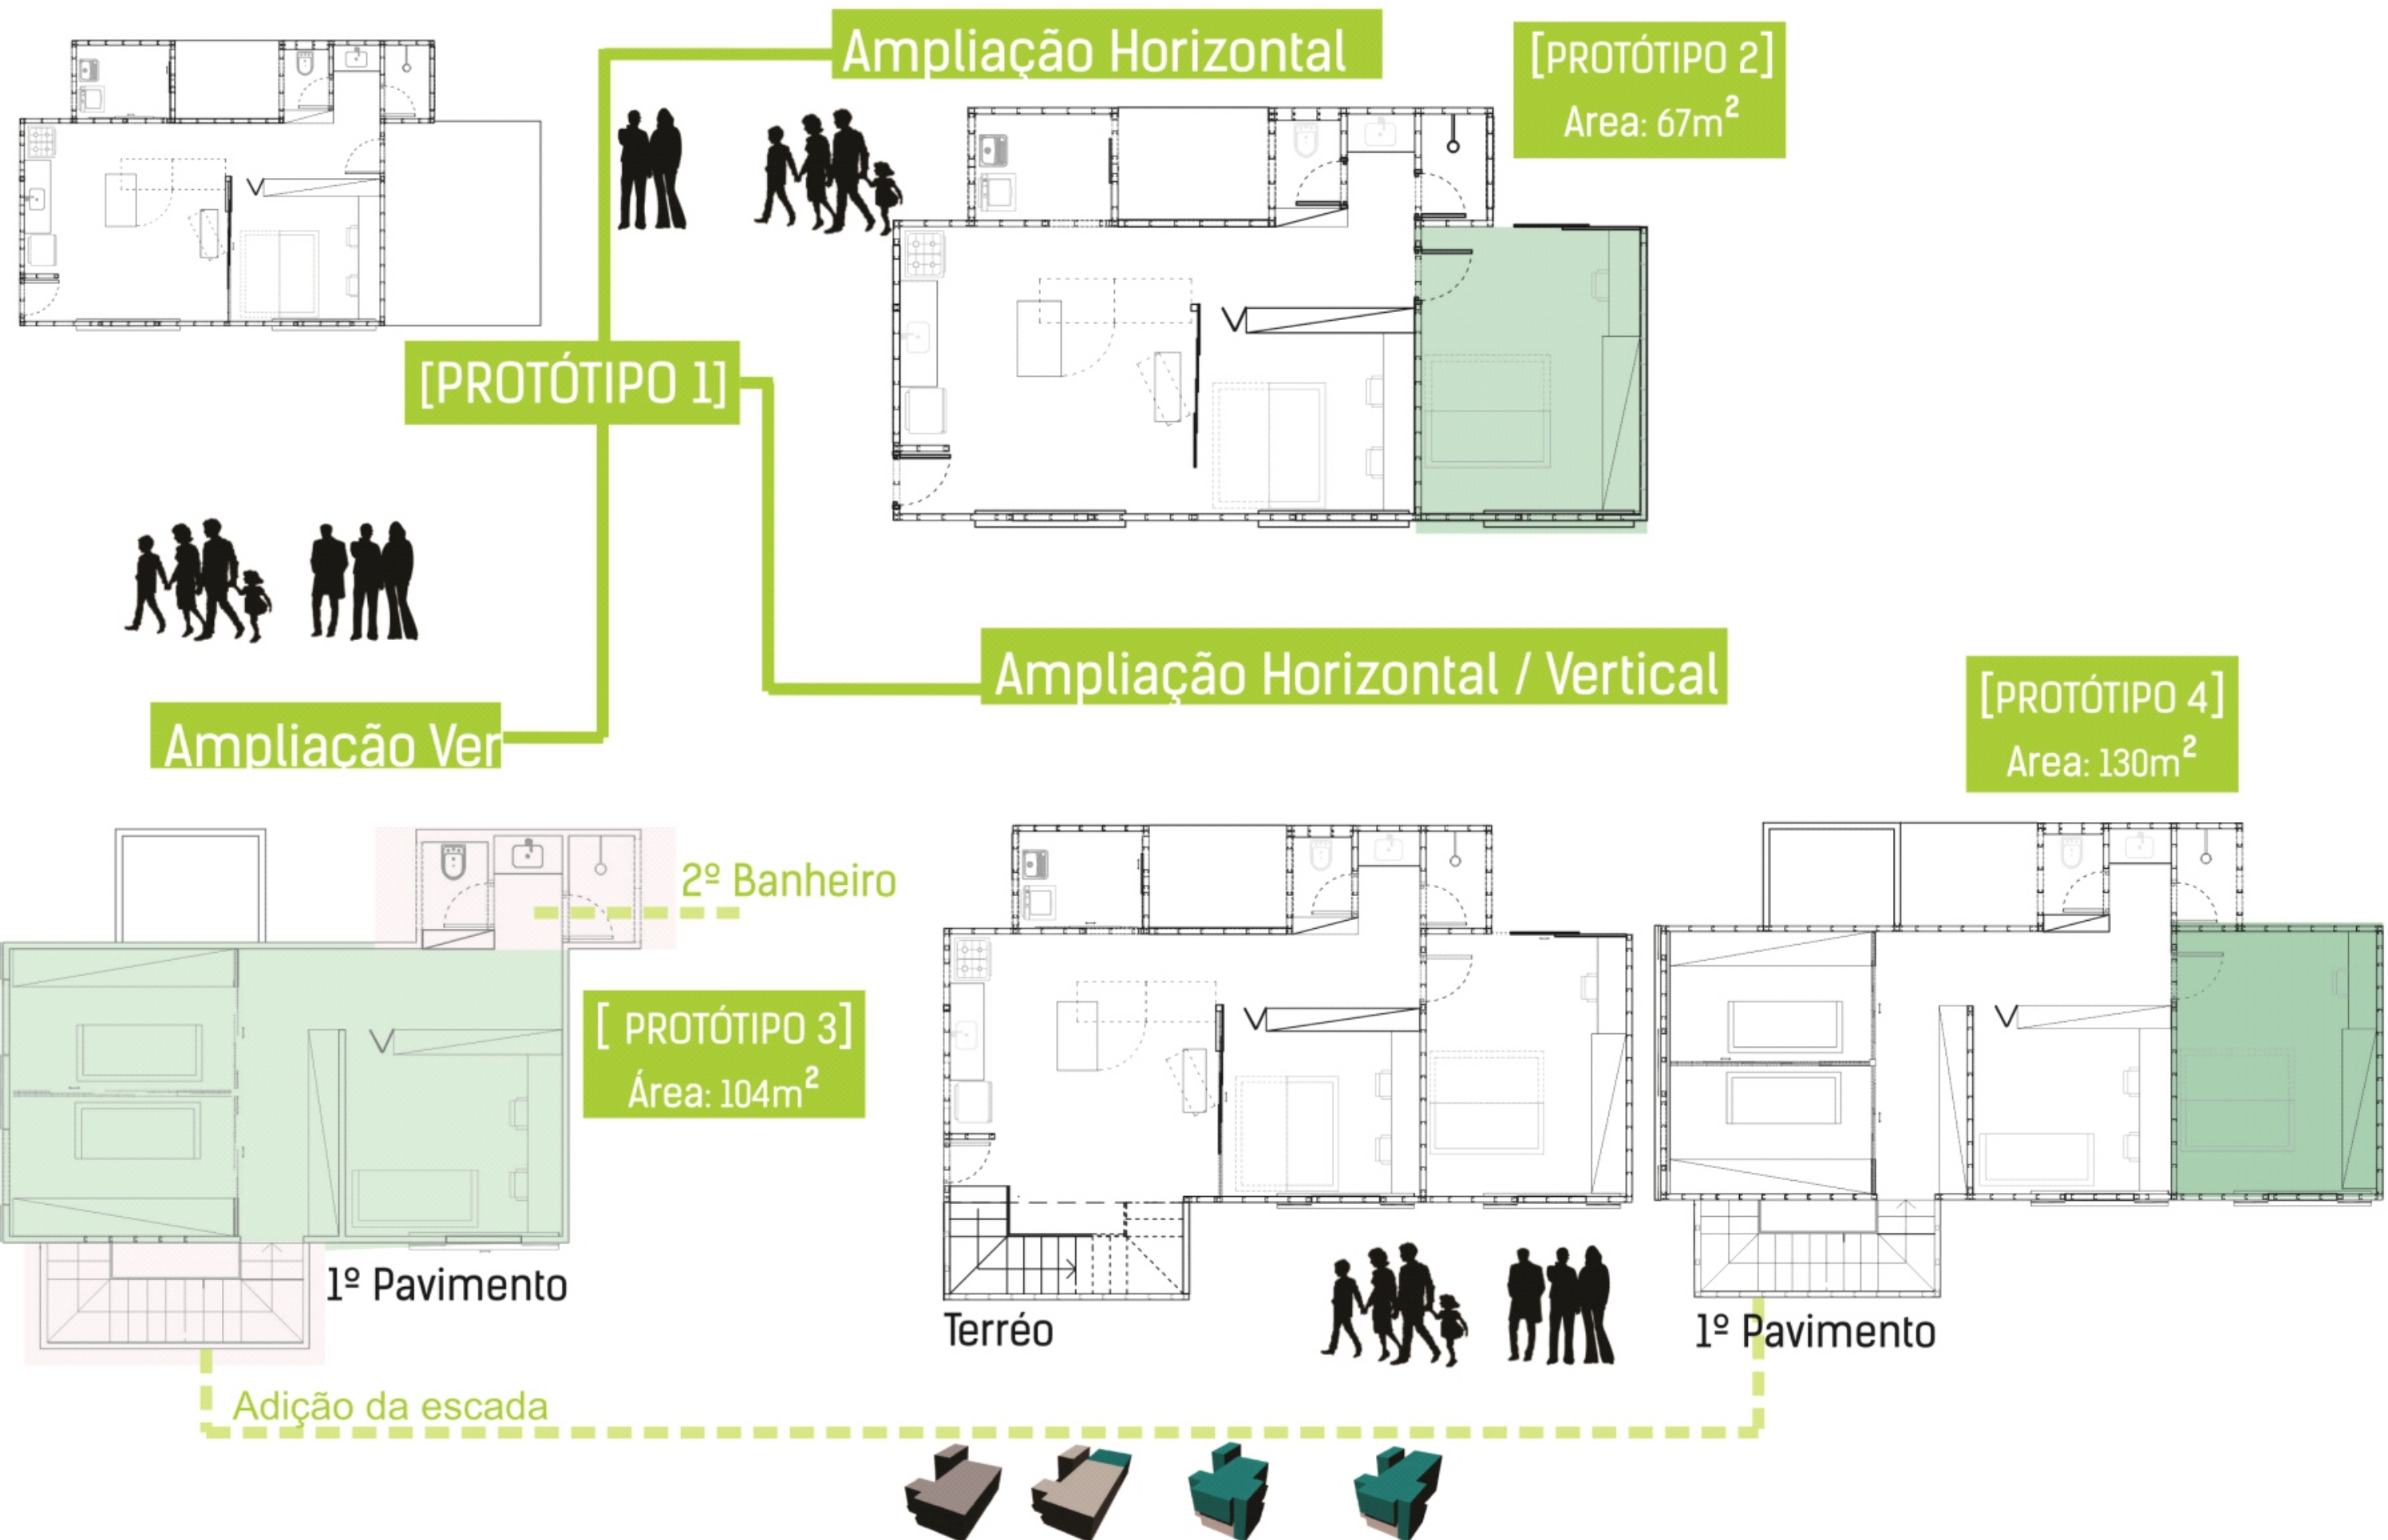 Ampliação Horizontal
[PROTÓTIPO 2]
Area: 67m²
[PROTÓTIPO 1]
Ampliação Horizontal / Vertical
[PROTÓTIPO 4]
Area: 130m²
Ampliação Ver
2º Banheiro
[ PROTÓTIPO 3]
Área: 104m²
1º Pavimento
Terréo
1º Pavimento
Adição da escada